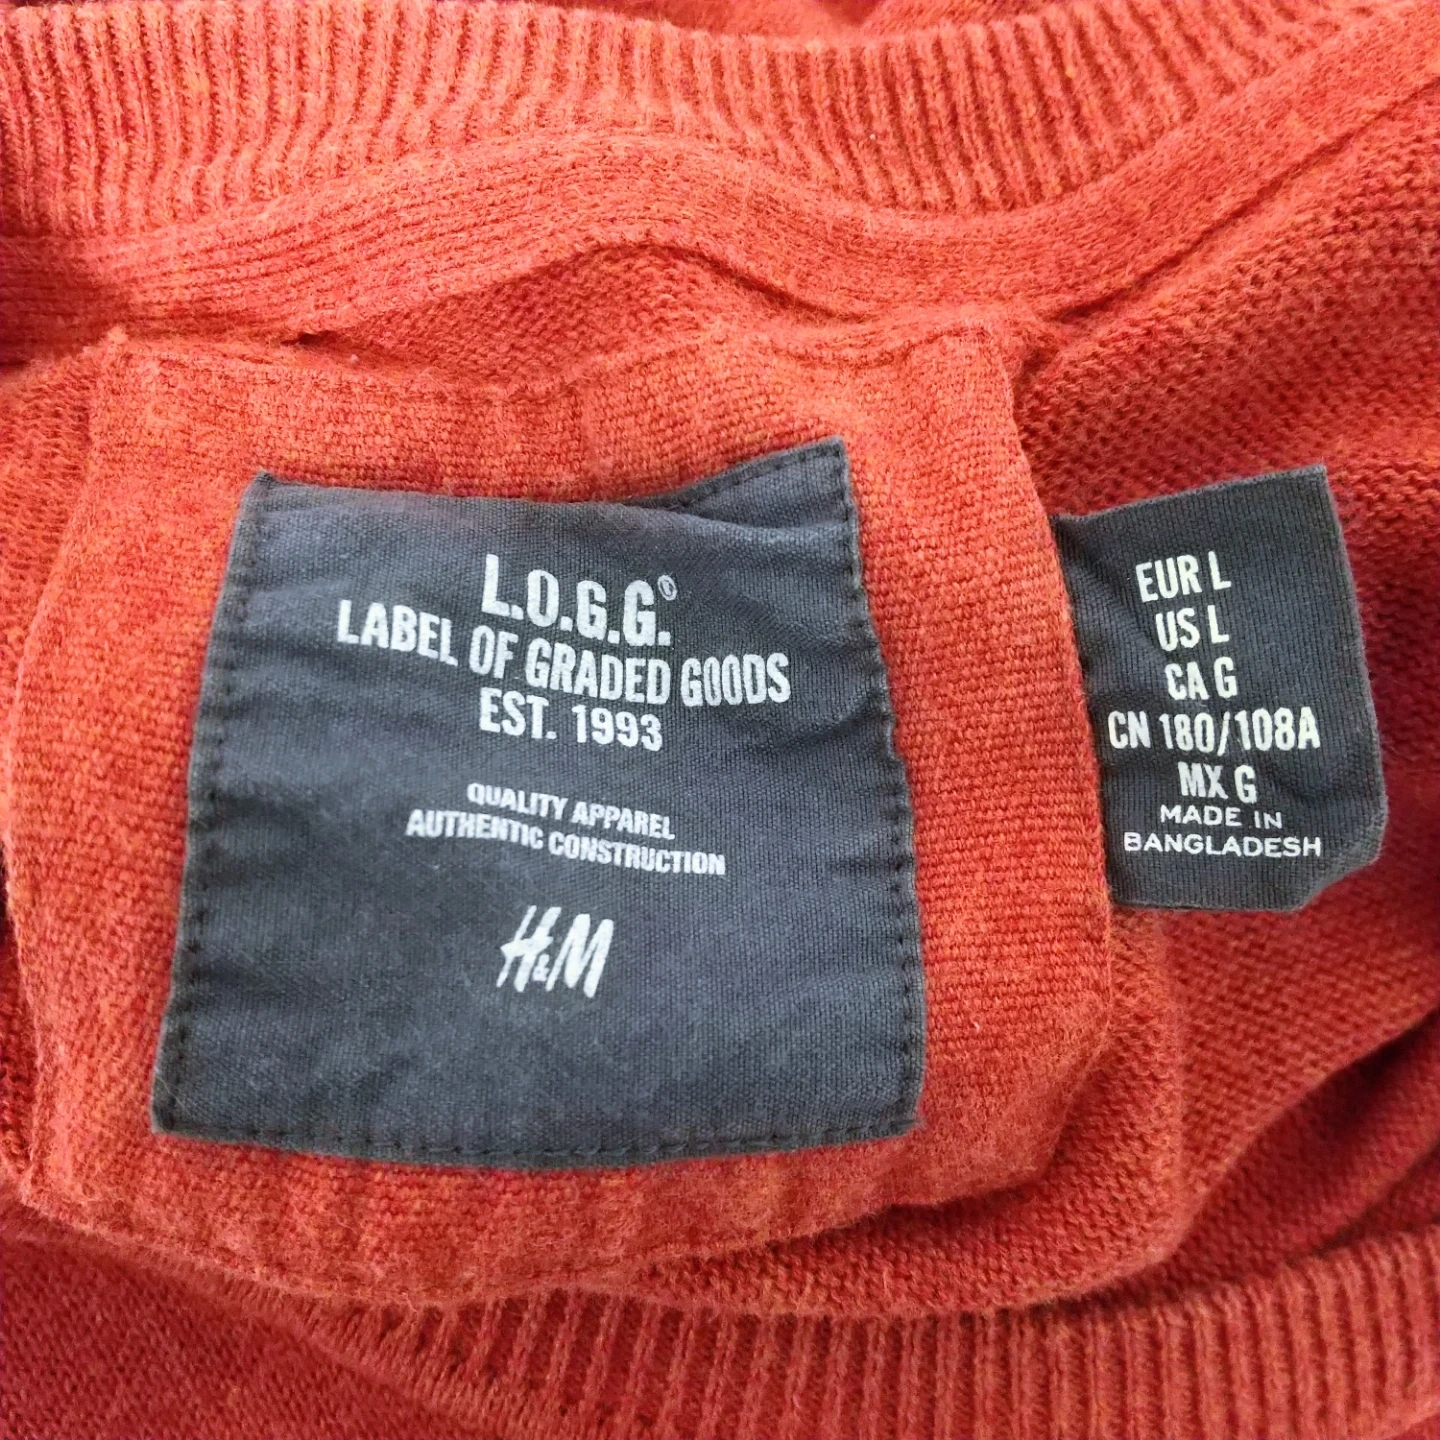 L.O.G.G.®
LABEL OF GRADED GOODS
EST. 1993
QUALITY APPAREL
AUTHENTIC CONSTRUCTION
H&M
EUR L
US L
CA G
CN 180/108A
MX G
MADE IN
BANGLADESH